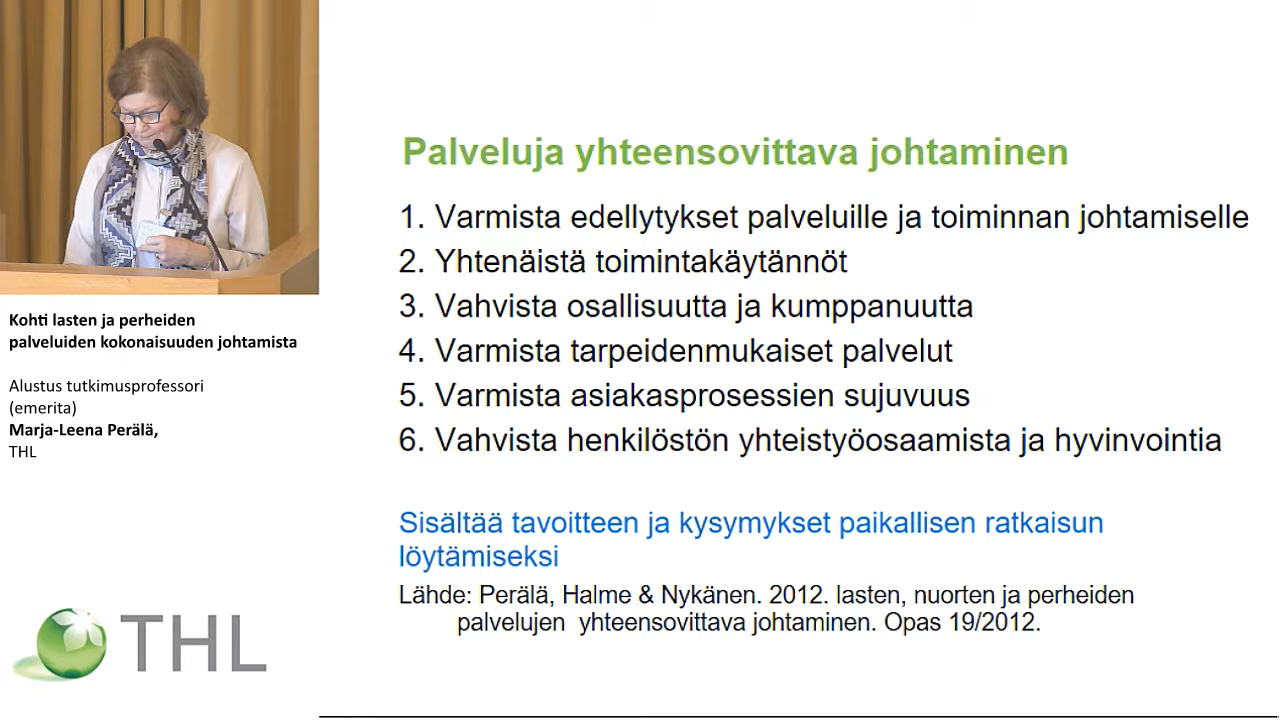 Kohti lasten ja perheiden
palveluiden kokonaisuuden johtamista
Alustus tutkimusprofessori
(emerita)
Marja-Leena Perälä,
THL
THL
Palveluja yhteensovittava johtaminen
1. Varmista edellytykset palveluille ja toiminnan johtamiselle
2. Yhtenäistä toimintakäytännöt
3. Vahvista osallisuutta ja kumppanuutta
4. Varmista tarpeidenmukaiset palvelut
5. Varmista asiakasprosessien sujuvuus
6. Vahvista henkilöstön yhteistyöosaamista ja hyvinvointia
Sisältää tavoitteen ja kysymykset paikallisen ratkaisun
löytämiseksi
Lähde: Perälä, Halme & Nykänen. 2012. lasten, nuorten ja perheiden
palvelujen yhteensovittava johtaminen. Opas 19/2012.